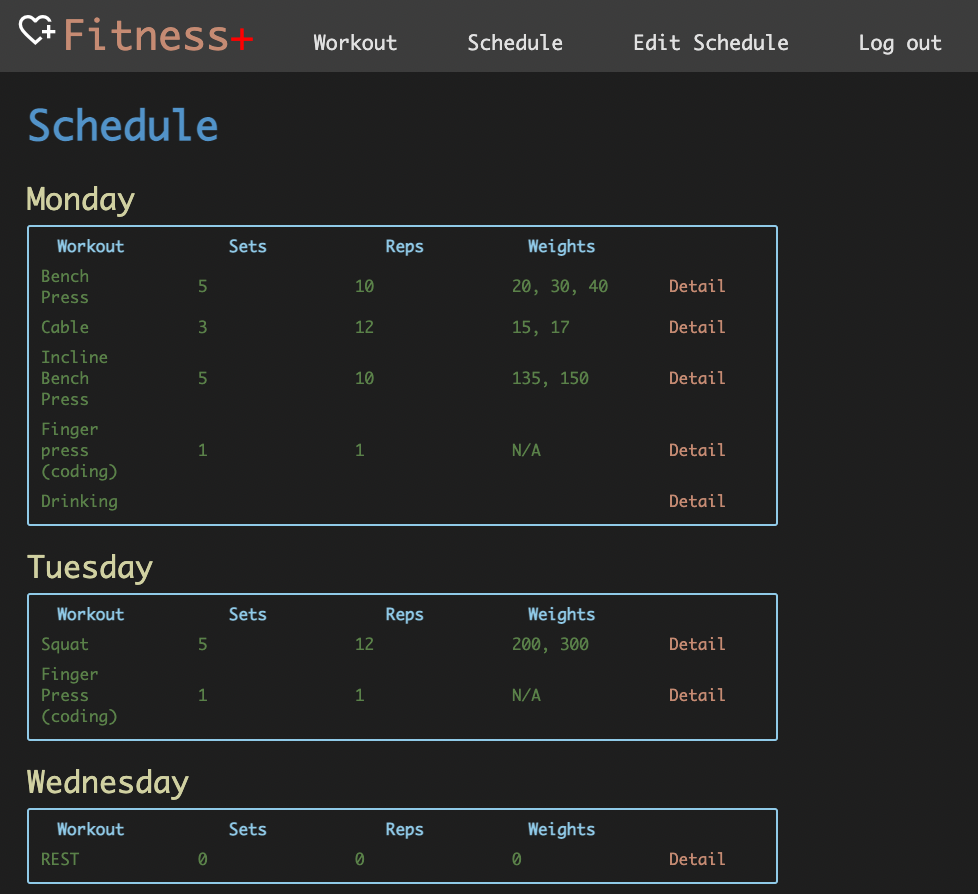 Fitness+ Workout Schedule Edit Schedule Log out
Schedule
Monday
Workout Sets Reps Weights
Bench Press 5 10 20, 30, 40 Detail
Cable 3 12 15, 17 Detail
Incline Bench Press 5 10 135, 150 Detail
Finger press (coding) 1 1 N/A Detail
Drinking Detail
Tuesday
Workout Sets Reps Weights
Squat 5 12 200, 300 Detail
Finger Press (coding) 1 1 N/A Detail
Wednesday
Workout Sets Reps Weights
REST 0 0 0 Detail